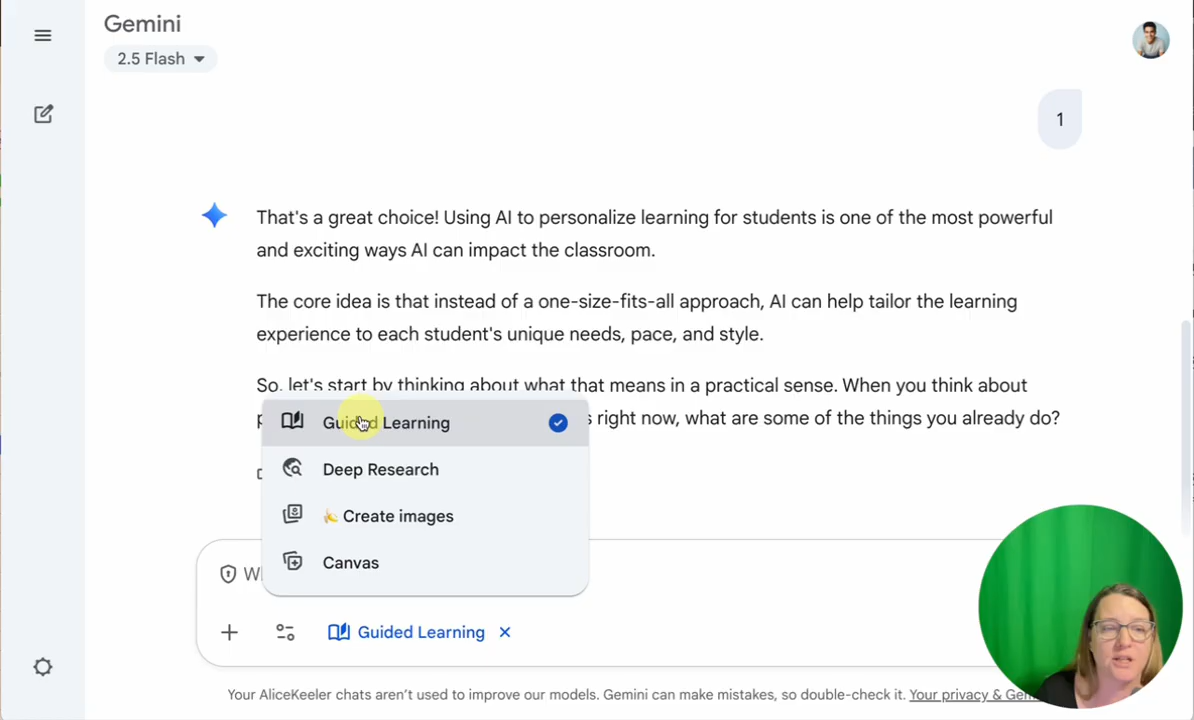 Gemini
2.5 Flash
1
That's a great choice! Using AI to personalize learning for students is one of the most powerful
and exciting ways AI can impact the classroom.
The core idea is that instead of a one-size-fits-all approach, AI can help tailor the learning
experience to each student's unique needs, pace, and style.
So, let's start by thinking about what that means in a practical sense. When you think about
right now, what are some of the things you already do?
Guided Learning
Deep Research
🍌 Create images
Canvas
Guided Learning
Your AliceKeeler chats aren't used to improve our models. Gemini can make mistakes, so double-check it. Your privacy &